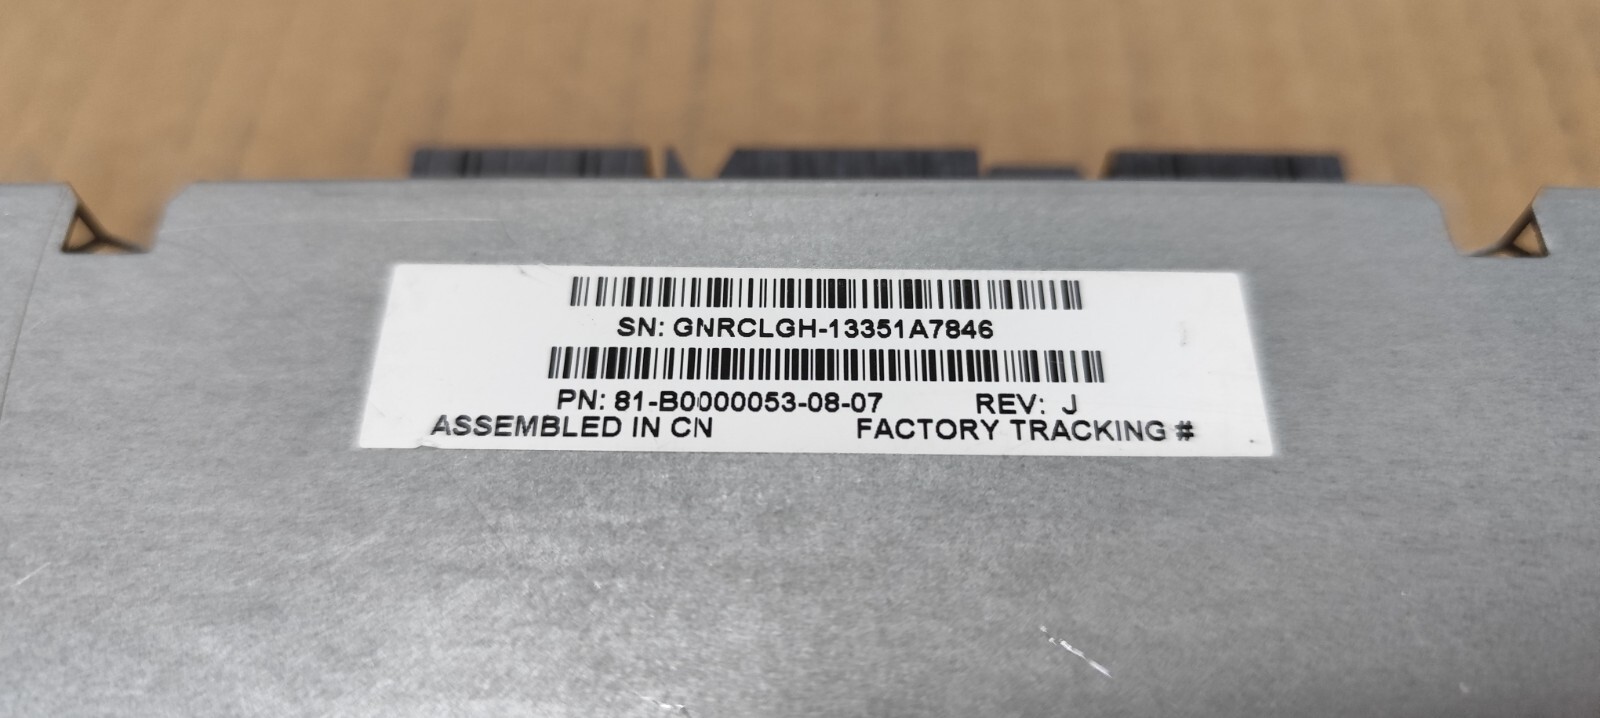 SN: GNRCLGH-13351A7846
PN: 81-B0000053-08-07 REV: J
ASSEMBLED IN CN FACTORY TRACKING #